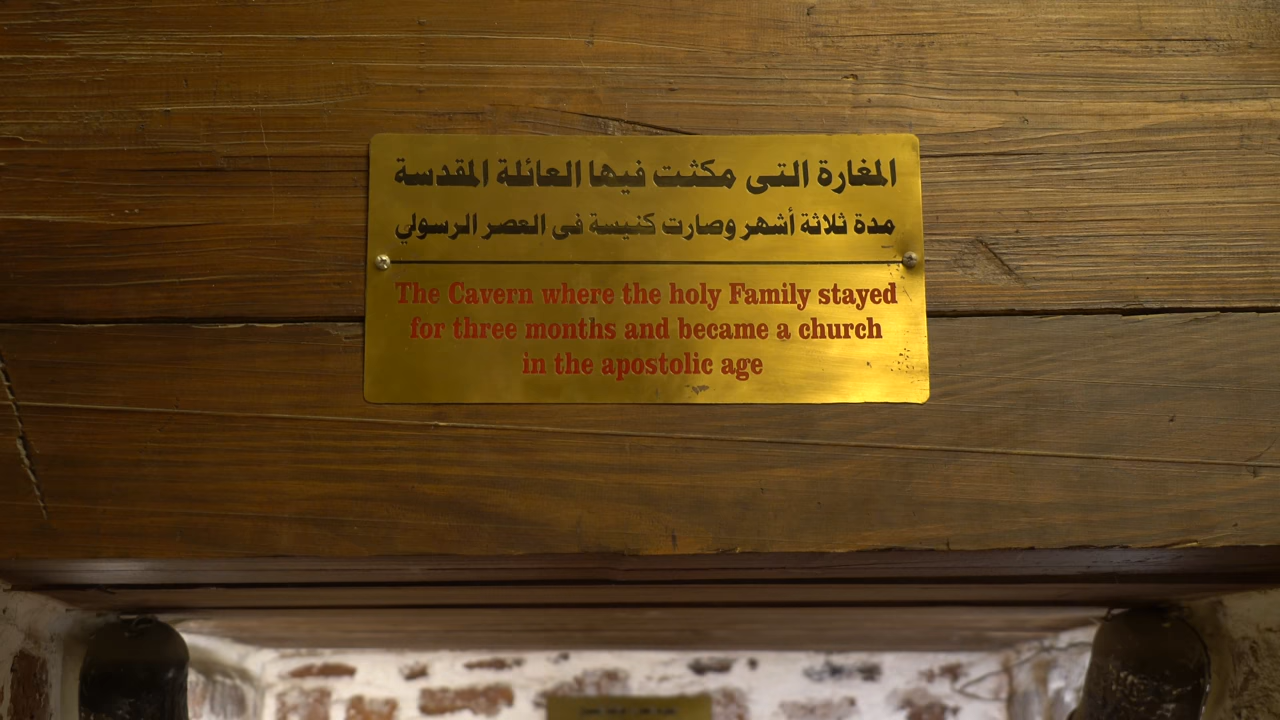 المغارة التى مكثت فيها العائلة المقدسة
مدة ثلاثة أشهر وصارت كنيسة فى العصر الرسولي
The Cavern where the holy Family stayed
for three months and became a church
in the apostolic age